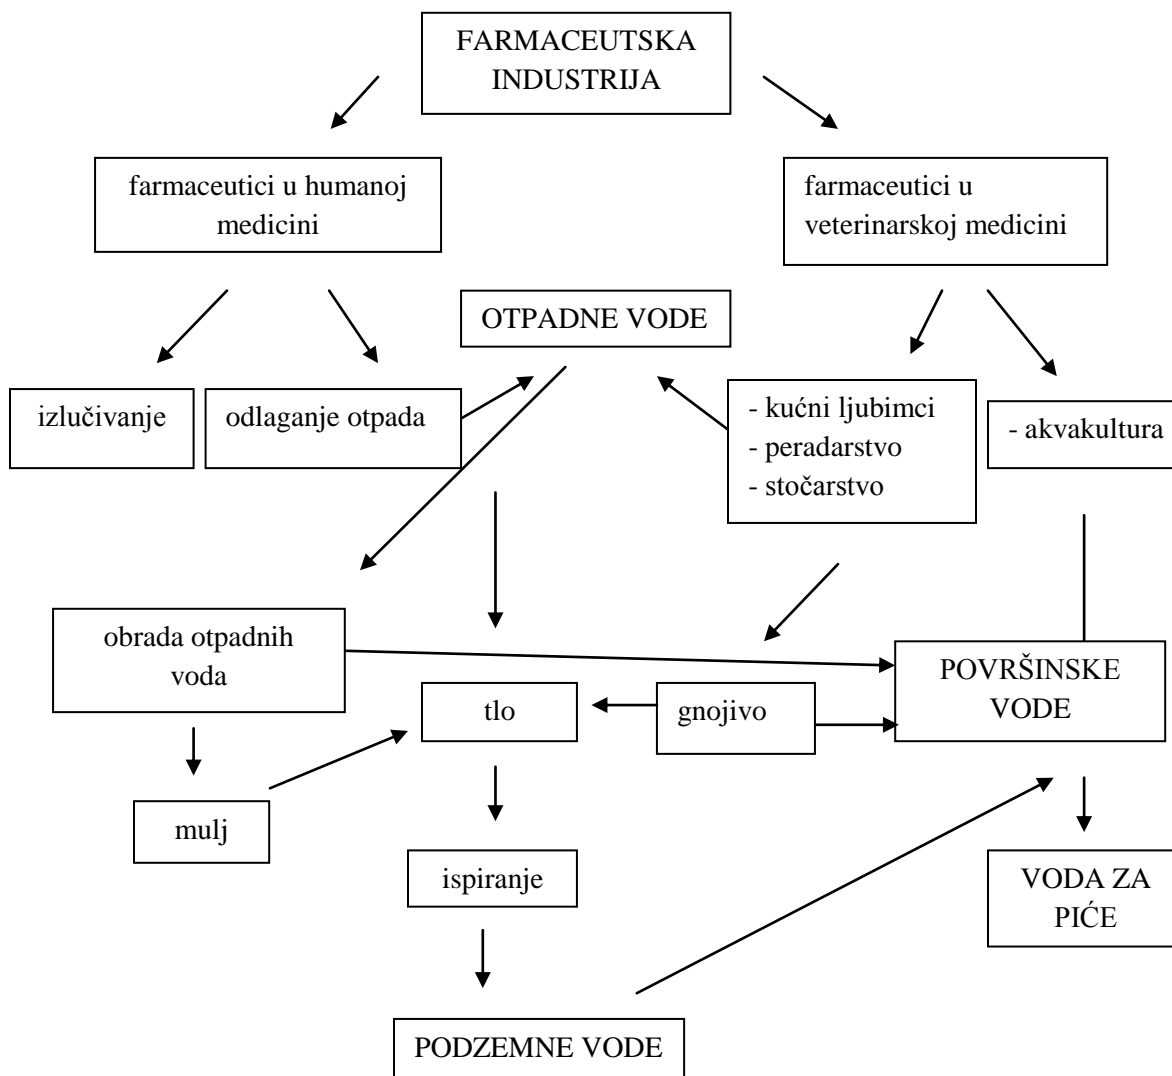 FARMACEUTSKA
INDUSTRIJA
farmaceutici u humanoj
medicini
farmaceutici u
veterinarskoj medicini
OTPADNE VODE
izlučivanje
odlaganje otpada
- kućni ljubimci
- peradarstvo
- stočarstvo
- akvakultura
obrada otpadnih
voda
POVRŠINSKE
VODE
tlo
gnojivo
mulj
ispiranje
VODA ZA
PIĆE
PODZEMNE VODE